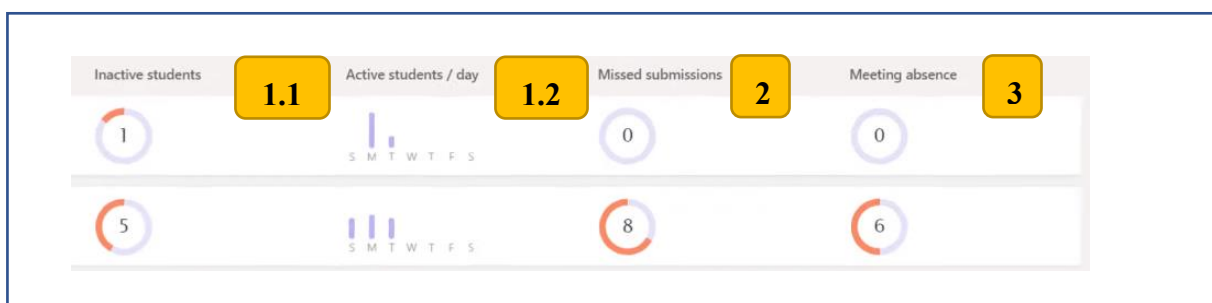 Inactive students 1.1 Active students / day 1.2 Missed submissions 2 Meeting absence 3
1 0 0
S M T W T F S
5 8 6
S M T W T F S